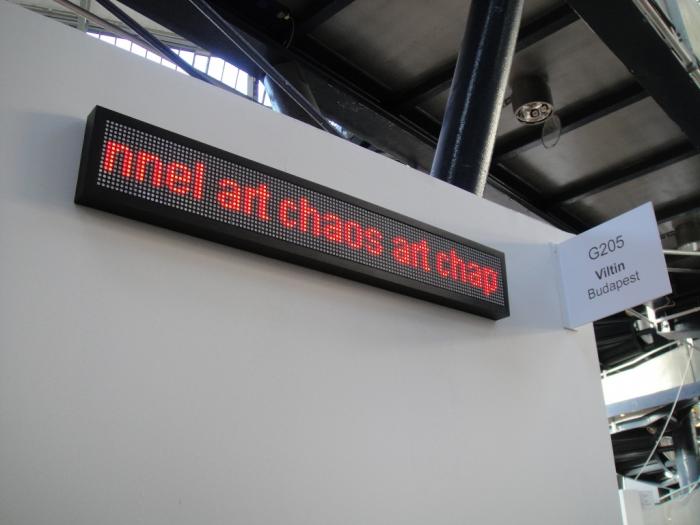 nnel art chaos art chap
G205
Viltin
Budapest